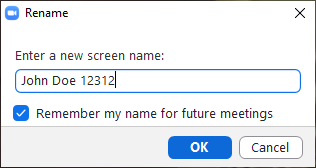 Rename
Enter a new screen name:
John Doe 12312
Remember my name for future meetings
OK Cancel